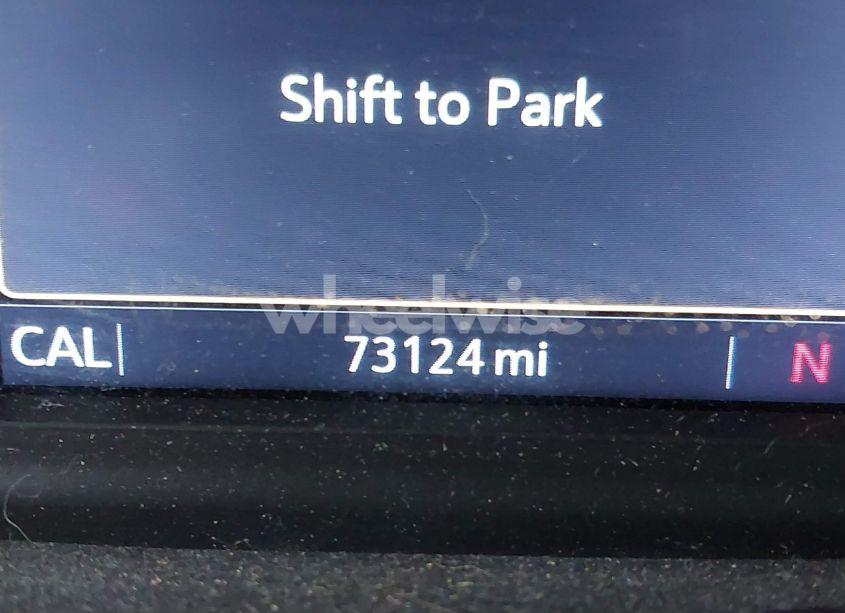 Shift to Park
wheelwise
CAL 73124 mi N